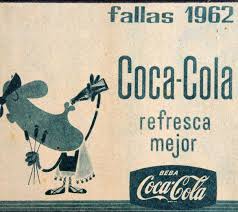 fallas 1962
Coca-Cola
refresca
mejor
BEBA
Coca-Cola